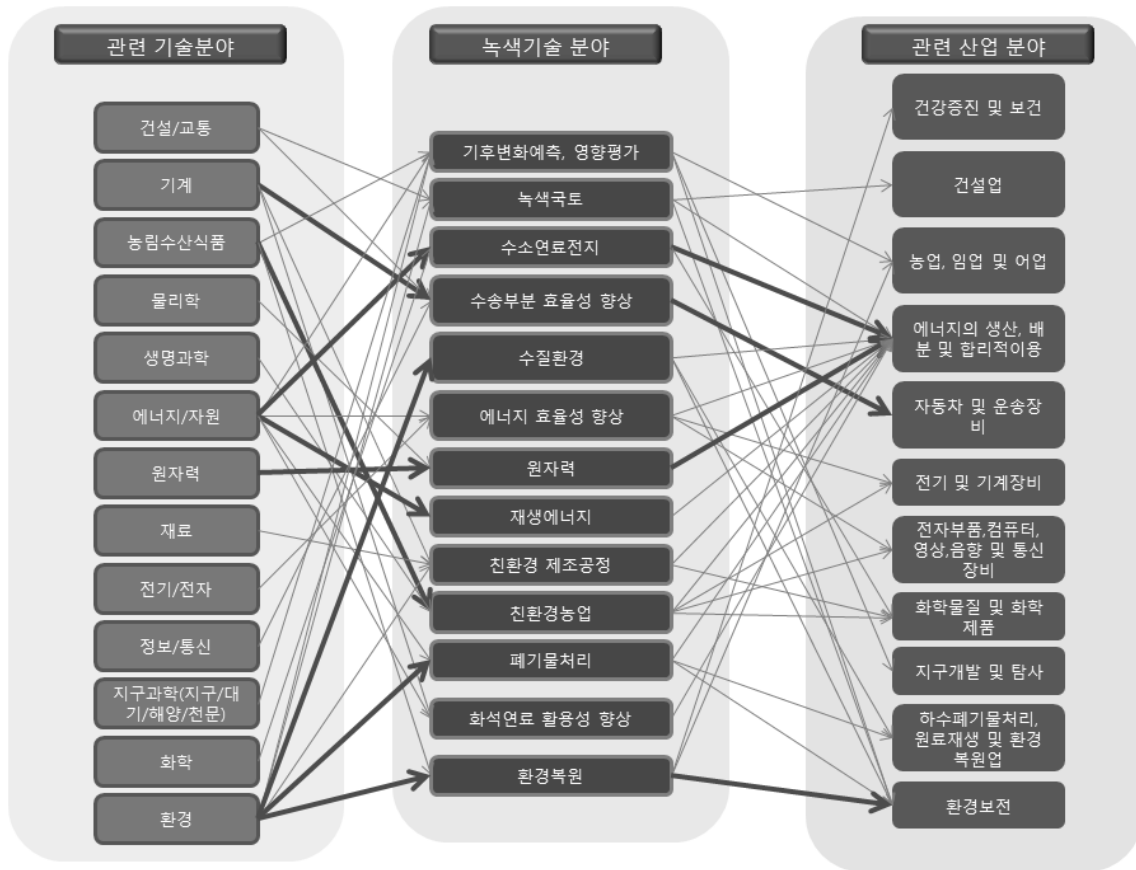 관련 기술분야
건설/교통
기계
농림수산식품
물리학
생명과학
에너지/자원
원자력
재료
전기/전자
정보/통신
지구과학(지구/대
기/해양/천문)
화학
환경
녹색기술 분야
기후변화예측, 영향평가
녹색국토
수소연료전지
수송부분 효율성 향상
수질환경
에너지 효율성 향상
원자력
재생에너지
친환경 제조공정
친환경농업
폐기물처리
화석연료 활용성 향상
환경복원
관련 산업 분야
건강증진 및 보건
건설업
농업, 임업 및 어업
에너지의 생산, 배
분 및 합리적이용
자동차 및 운송장
비
전기 및 기계장비
전자부품,컴퓨터,
영상,음향 및 통신
장비
화학물질 및 화학
제품
지구개발 및 탐사
하수폐기물처리,
원료재생 및 환경
복원업
환경보전